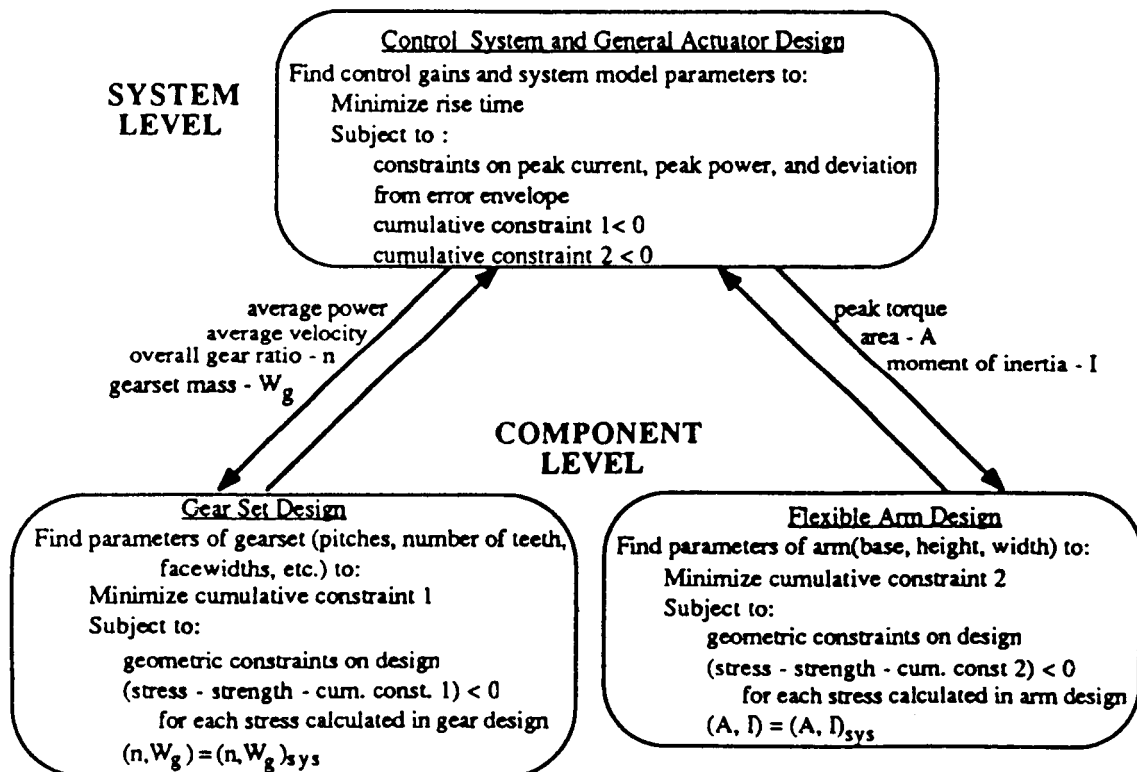 Control System and General Actuator Design
Find control gains and system model parameters to:
Minimize rise time
Subject to :
constraints on peak current, peak power, and deviation
from error envelope
cumulative constraint 1< 0
cumulative constraint 2 < 0
SYSTEM
LEVEL
average power
average velocity
overall gear ratio - n
gearset mass - Wg
peak torque
area - A
moment of inertia - I
COMPONENT
LEVEL
Gear Set Design
Find parameters of gearset (pitches, number of teeth,
facewidths, etc.) to:
Minimize cumulative constraint 1
Subject to:
geometric constraints on design
(stress - strength - cum. const. 1) < 0
for each stress calculated in gear design
(n,Wg) = (n,Wg)sys
Flexible Arm Design
Find parameters of arm(base, height, width) to:
Minimize cumulative constraint 2
Subject to:
geometric constraints on design
(stress - strength - cum. const 2) < 0
for each stress calculated in arm design
(A, I) = (A, I)sys